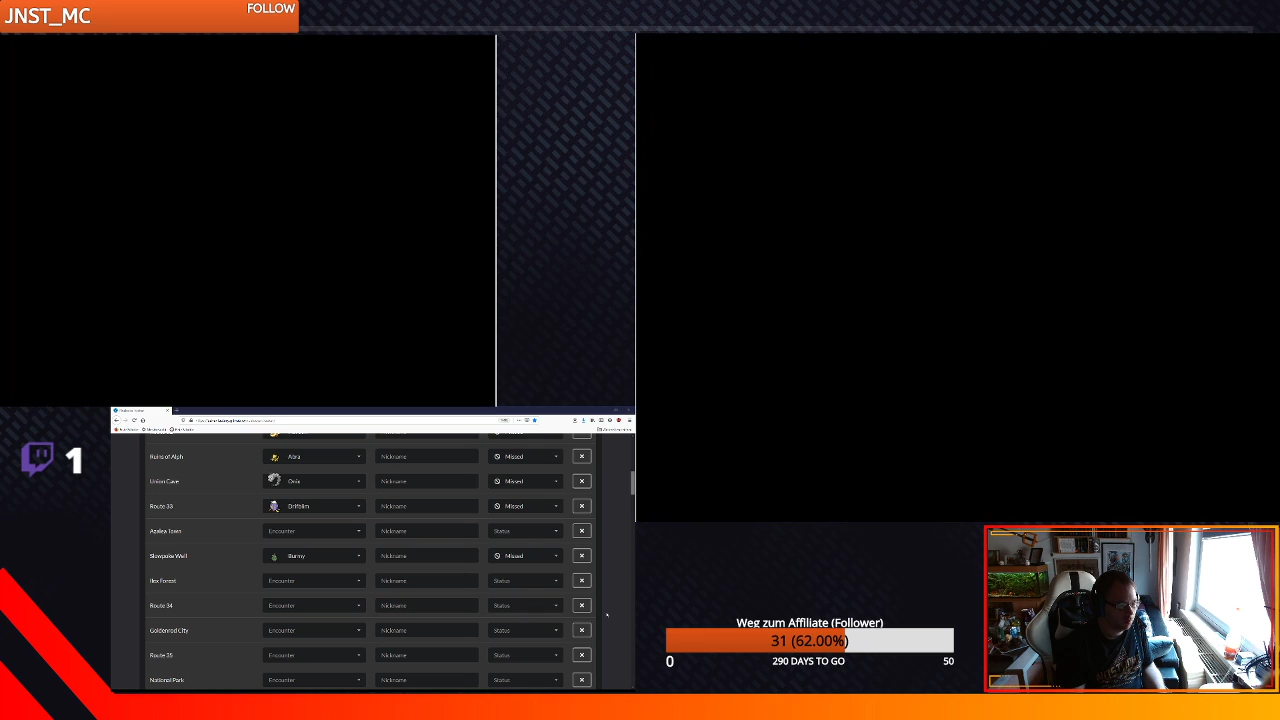 JNST_MC
FOLLOW
1
Ruins of Alph Abra Nickname Missed
Union Cave Onix Nickname Missed
Route 33 Drifblim Nickname Missed
Azalea Town Encounter Nickname Status
Slowpoke Well Burmy Nickname Missed
Ilex Forest Encounter Nickname Status
Route 34 Encounter Nickname Status
Goldenrod City Encounter Nickname Status
Route 35 Encounter Nickname Status
National Park Encounter Nickname Status
Weg zum Affiliate (Follower)
31 (62.00%)
0 290 DAYS TO GO 50